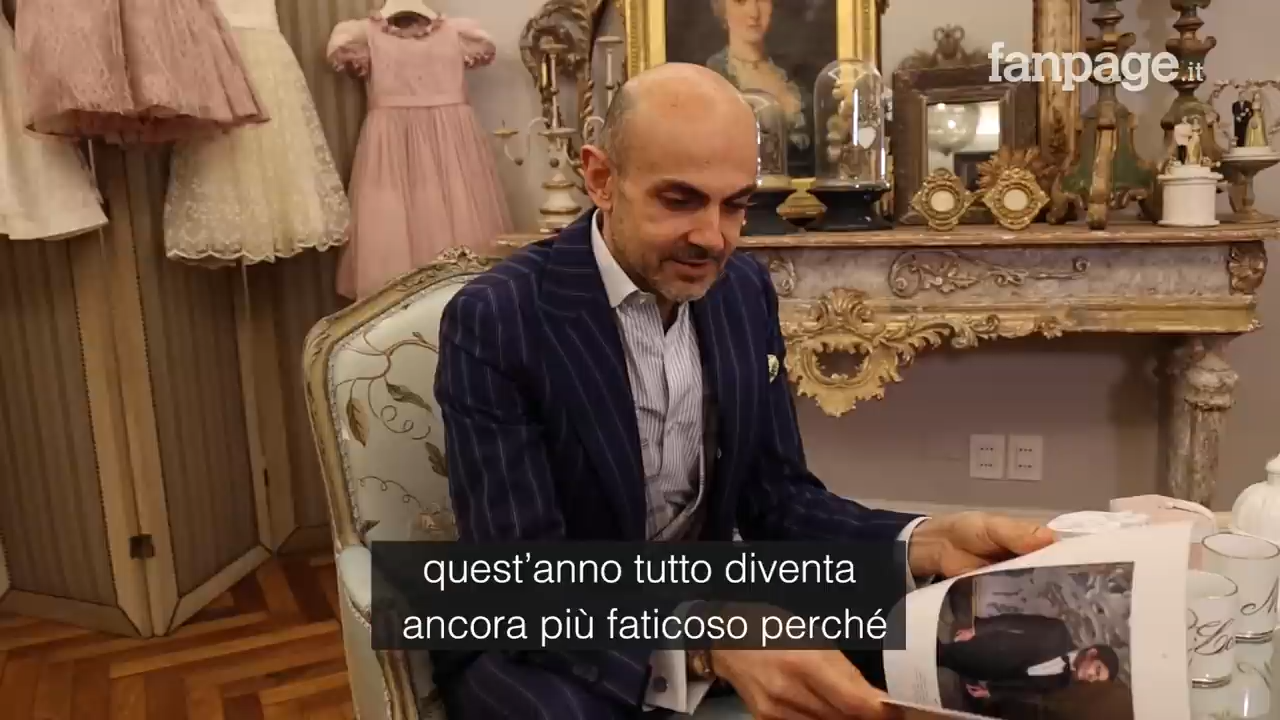 fanpage.it
quest'anno tutto diventa
ancora più faticoso perché